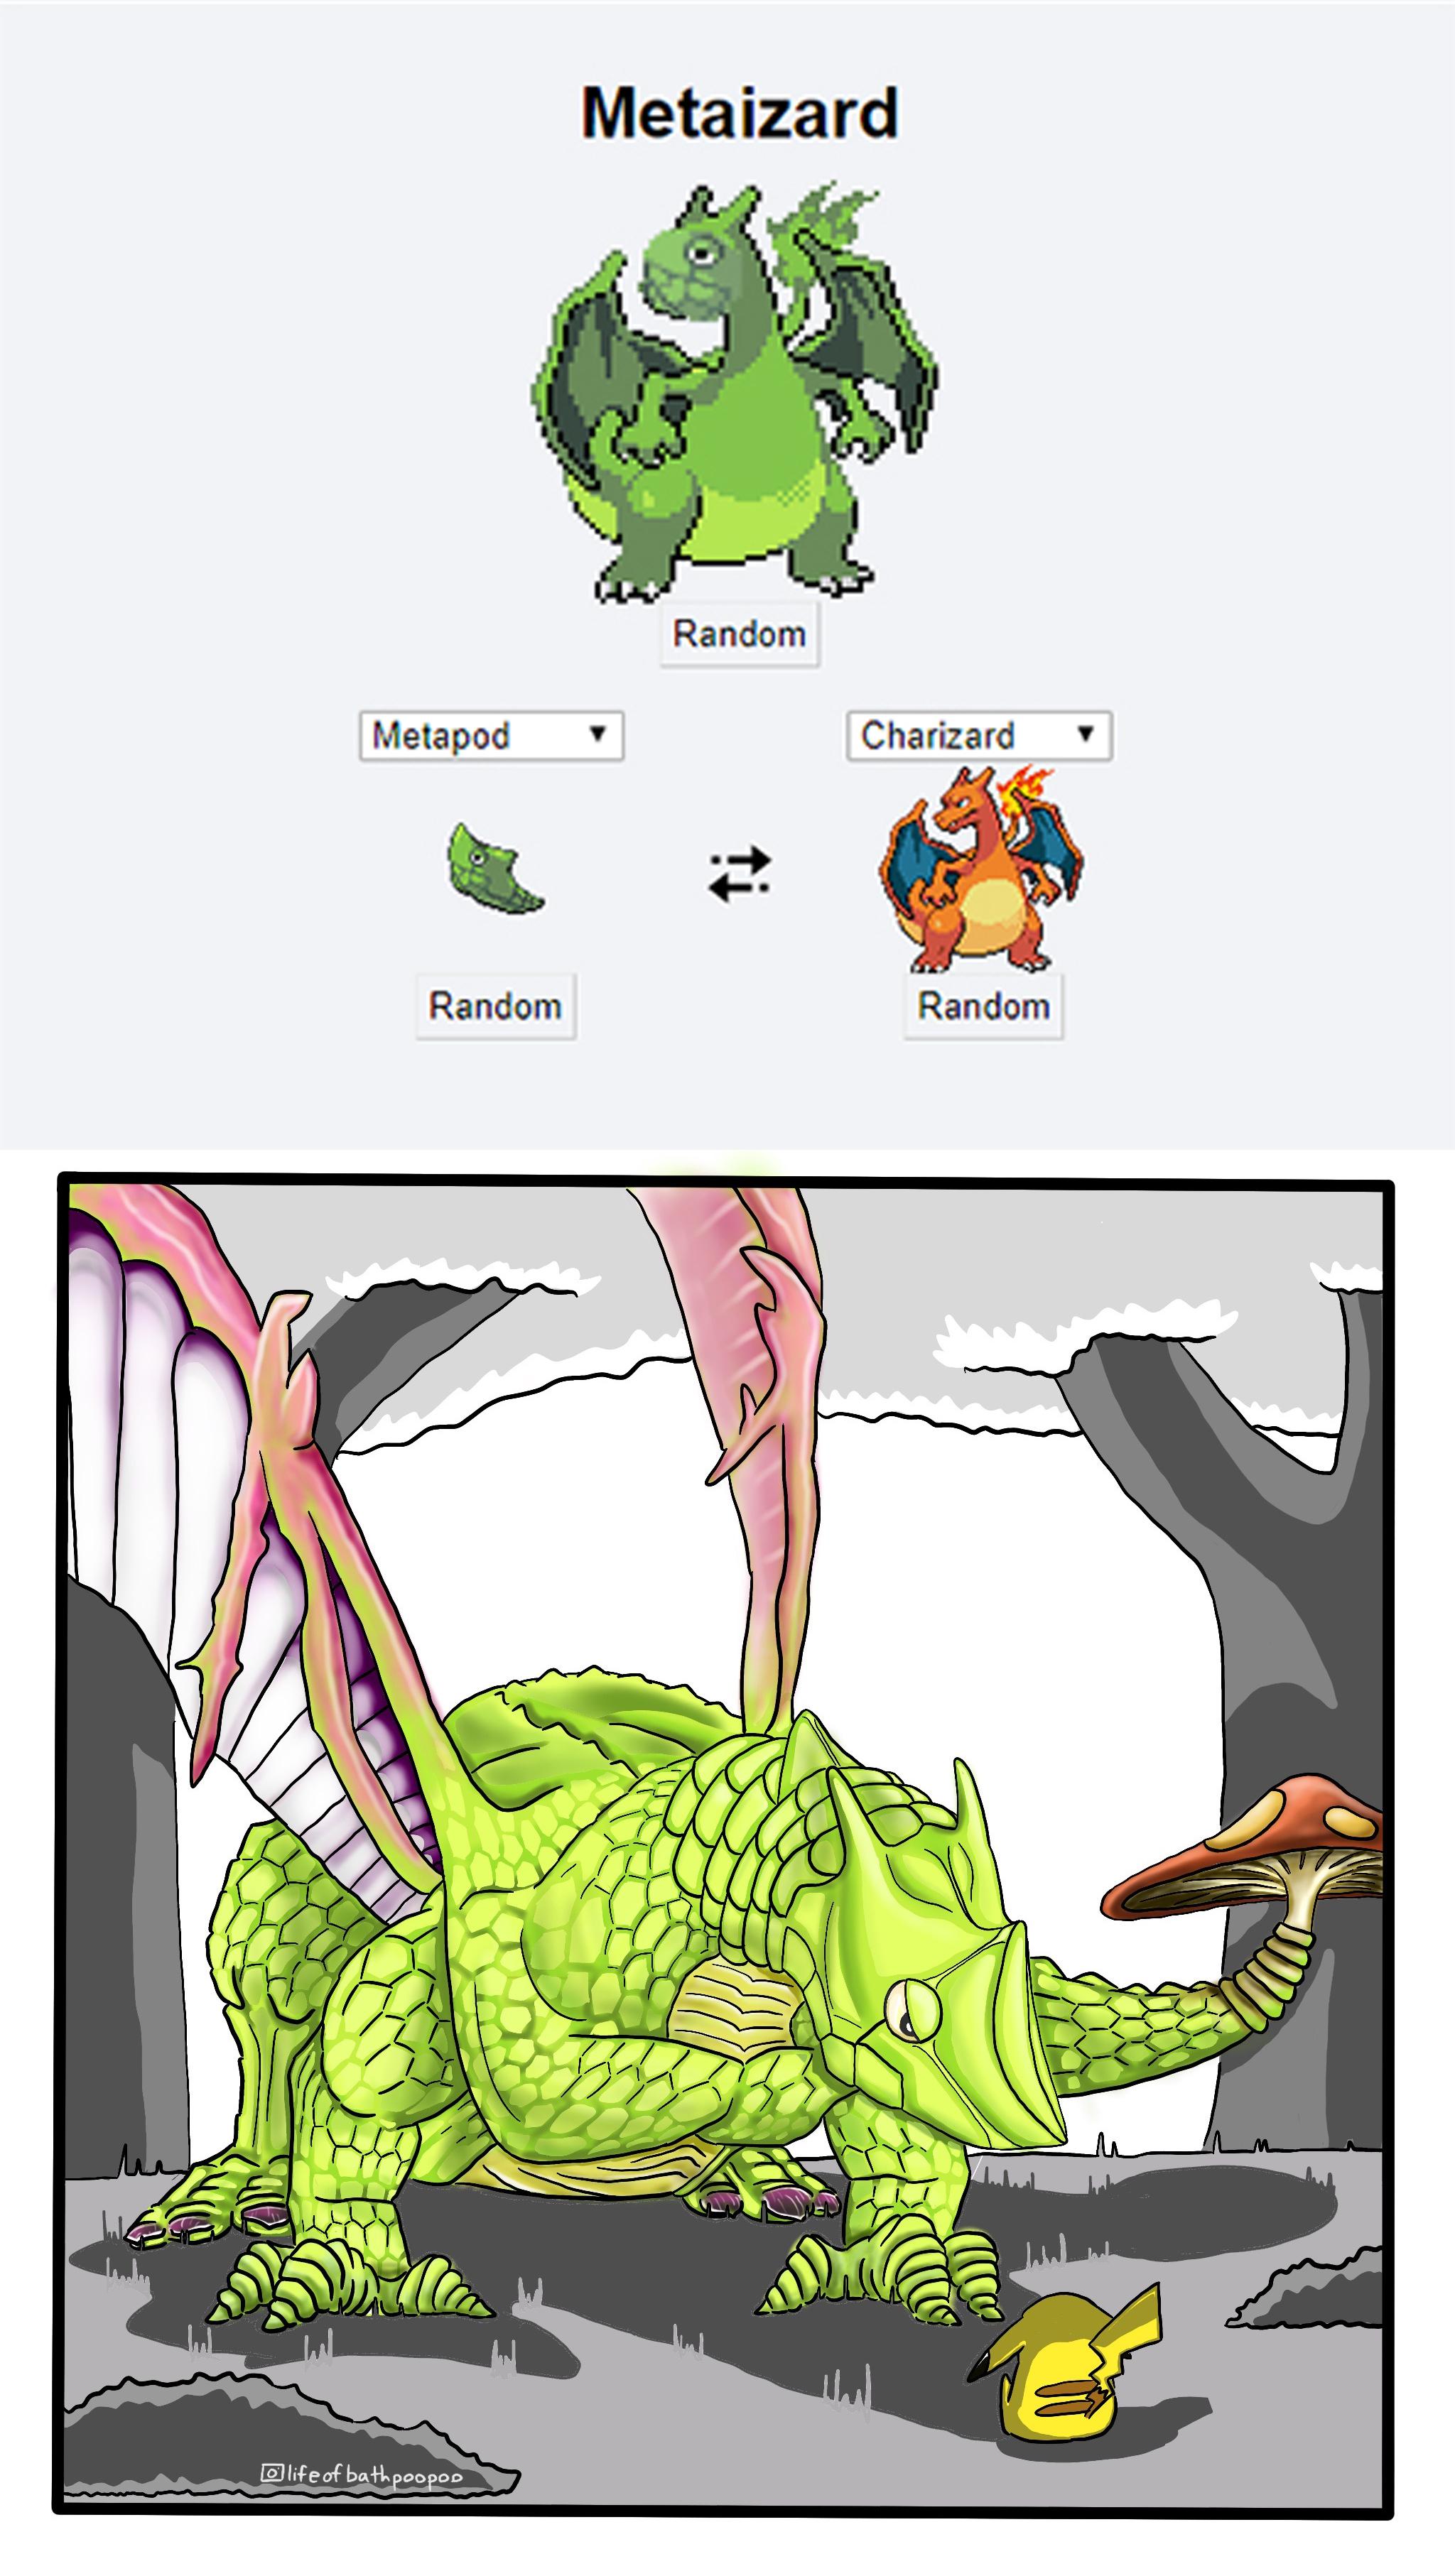 Metaizard
Random
Metapod
Charizard
Random
Random
lifeofbathpoopoo